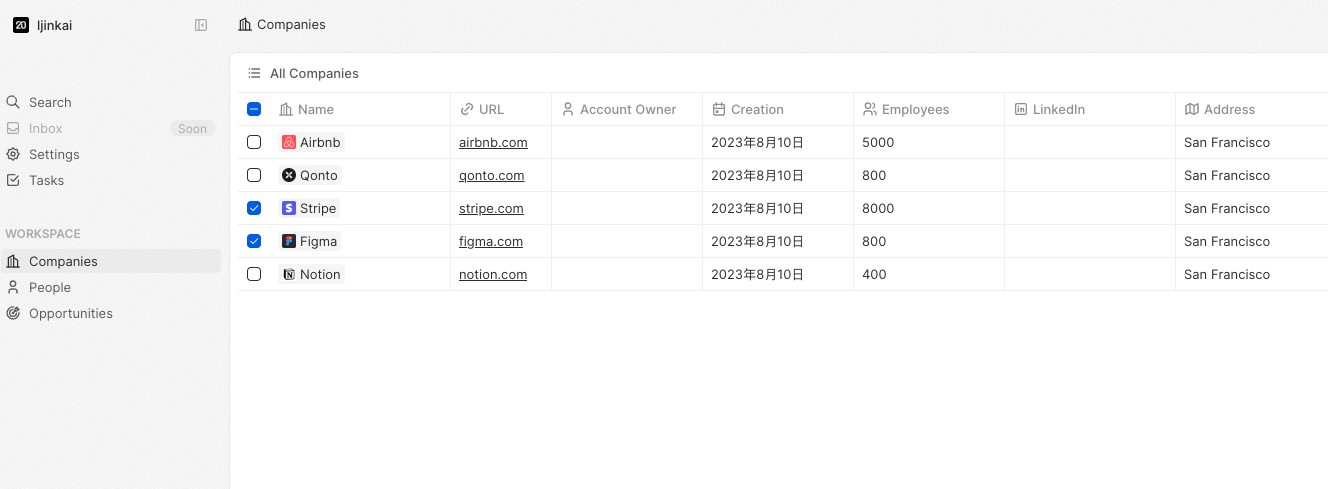 20 ljinkai
Companies
Search
Inbox Soon
Settings
Tasks
WORKSPACE
Companies
People
Opportunities
All Companies
Name URL Account Owner Creation Employees LinkedIn Address
Airbnb airbnb.com 2023年8月10日 5000 San Francisco
Qonto qonto.com 2023年8月10日 800 San Francisco
Stripe stripe.com 2023年8月10日 8000 San Francisco
Figma figma.com 2023年8月10日 800 San Francisco
Notion notion.com 2023年8月10日 400 San Francisco